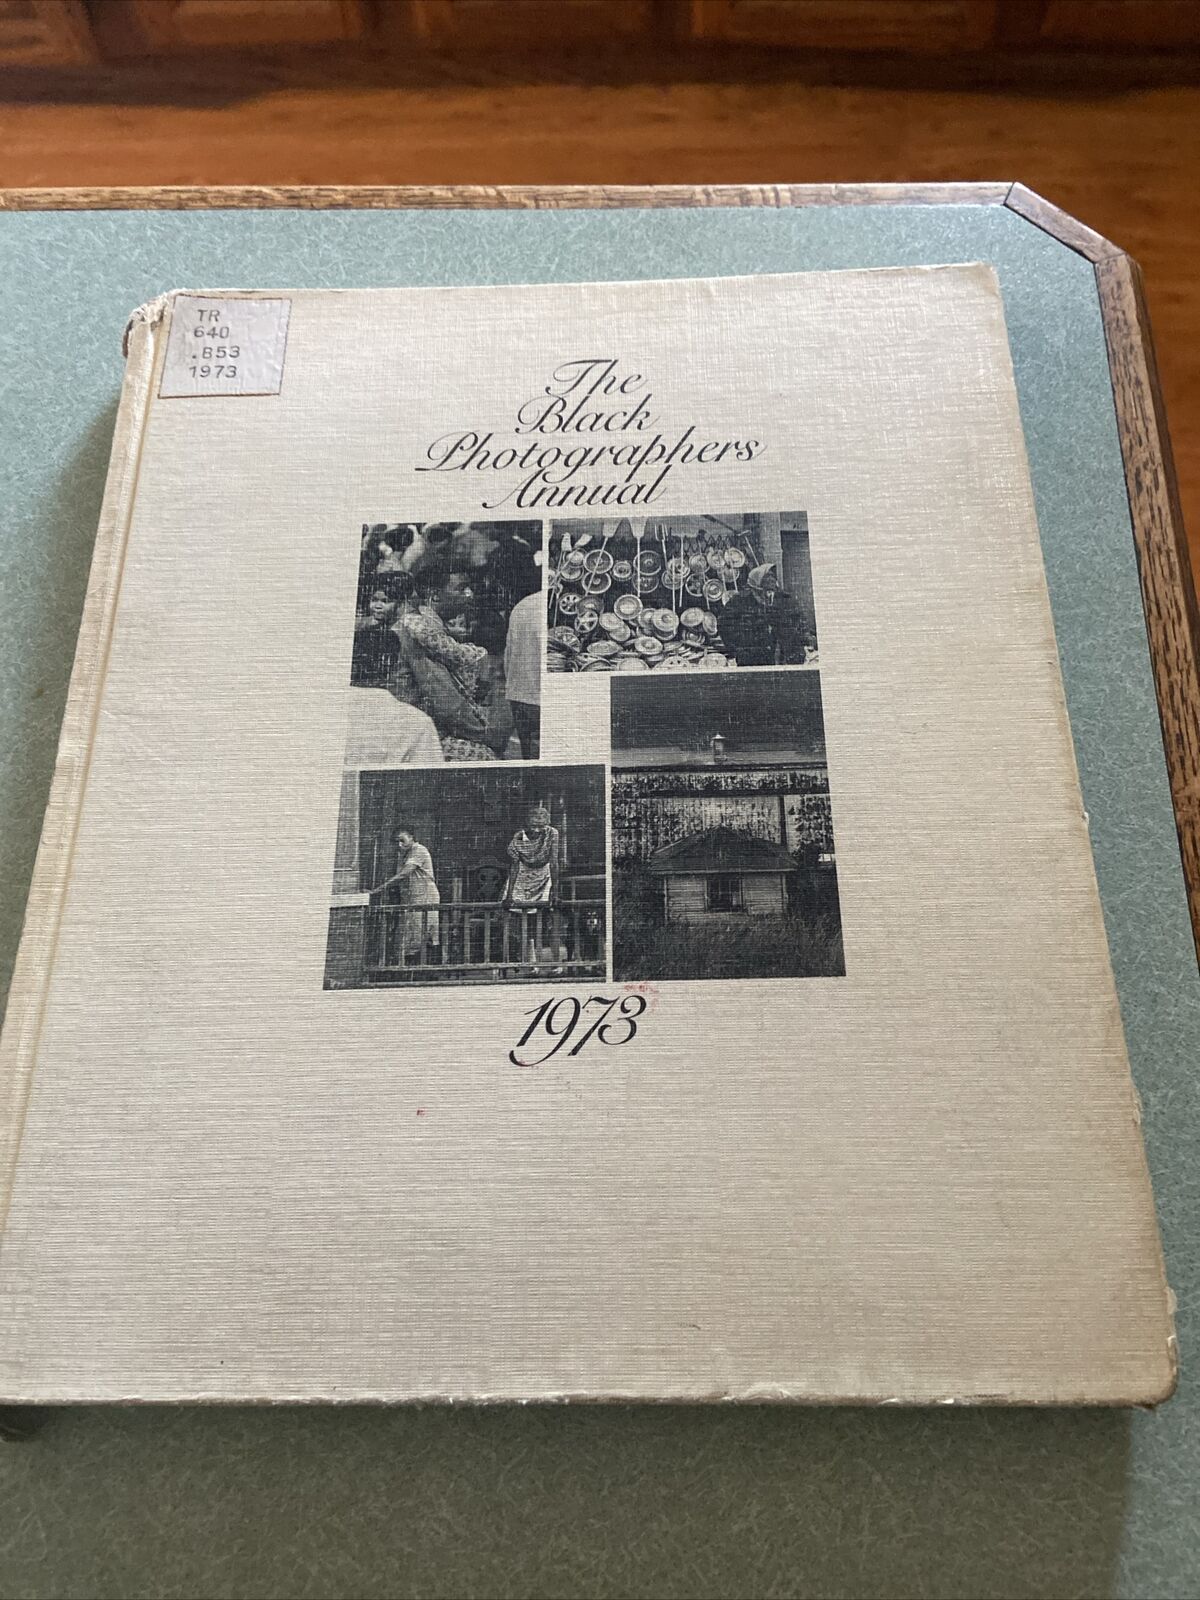 TR
640
.B53
1973
The
Black
Photographers
Annual
1973